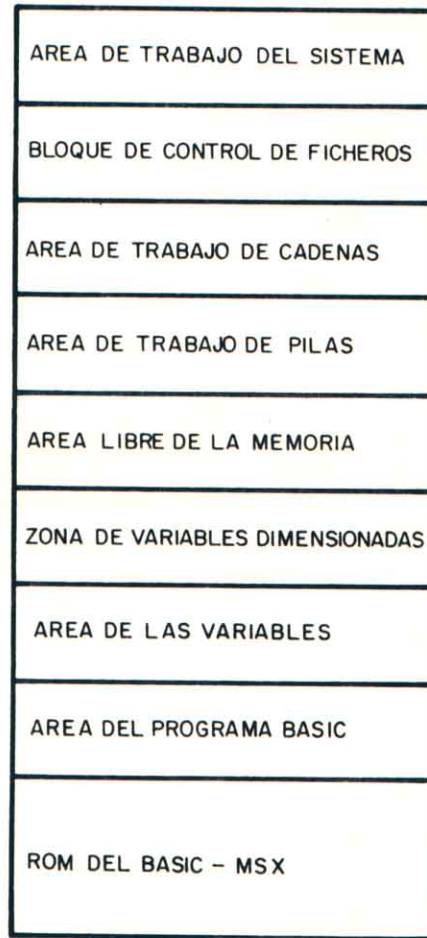 AREA DE TRABAJO DEL SISTEMA
BLOQUE DE CONTROL DE FICHEROS
AREA DE TRABAJO DE CADENAS
AREA DE TRABAJO DE PILAS
AREA LIBRE DE LA MEMORIA
ZONA DE VARIABLES DIMENSIONADAS
AREA DE LAS VARIABLES
AREA DEL PROGRAMA BASIC
ROM DEL BASIC - MSX